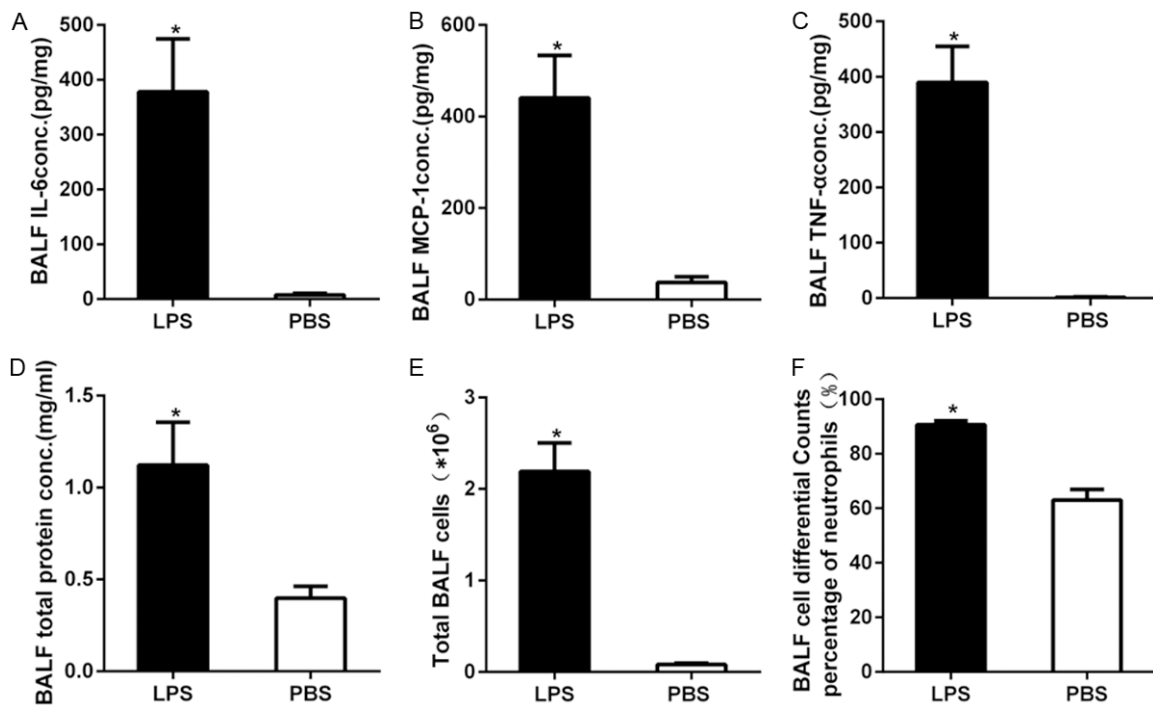 A
BALF IL-6conc.(pg/mg)
500
400
300
200
100
0
*
LPS
PBS
B
BALF MCP-1conc.(pg/mg)
600
400
200
0
*
LPS
PBS
C
BALF TNF-αconc.(pg/mg)
500
400
300
200
100
0
*
LPS
PBS
D
BALF total protein conc.(mg/ml)
1.5
1.0
0.5
0.0
*
LPS
PBS
E
Total BALF cells（*10⁶）
3
2
1
0
*
LPS
PBS
F
BALF cell differential Counts
percentage of neutrophils（%）
100
80
60
40
20
0
*
LPS
PBS